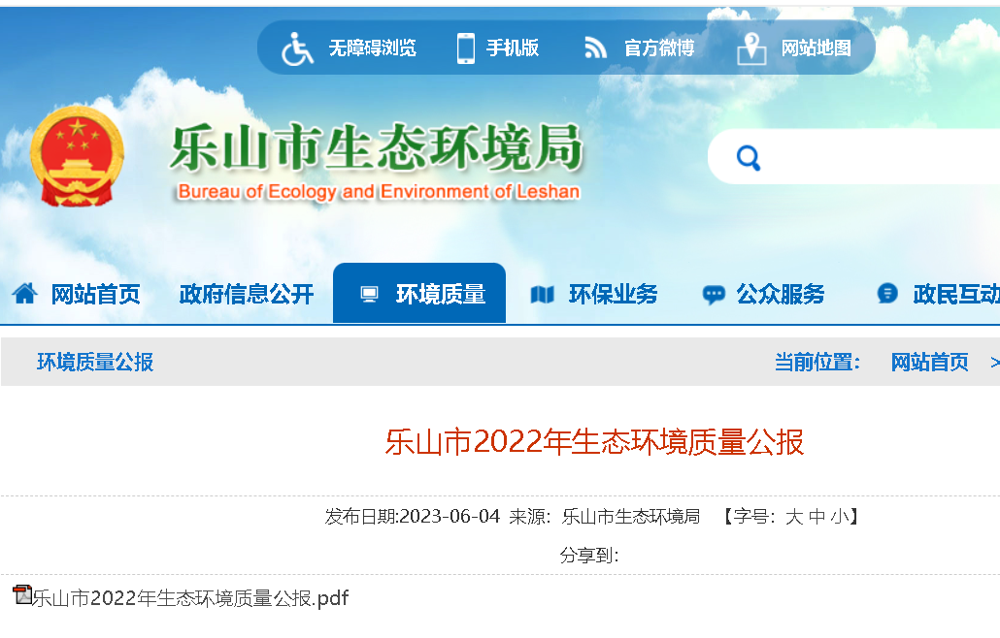 无障碍浏览 手机版 官方微博 网站地图
乐山市生态环境局
Bureau of Ecology and Environment of Leshan
网站首页 政府信息公开 环境质量 环保业务 公众服务 政民互动
环境质量公报 当前位置： 网站首页 >
乐山市2022年生态环境质量公报
发布日期:2023-06-04 来源：乐山市生态环境局 【字号：大 中 小】
分享到：
乐山市2022年生态环境质量公报.pdf